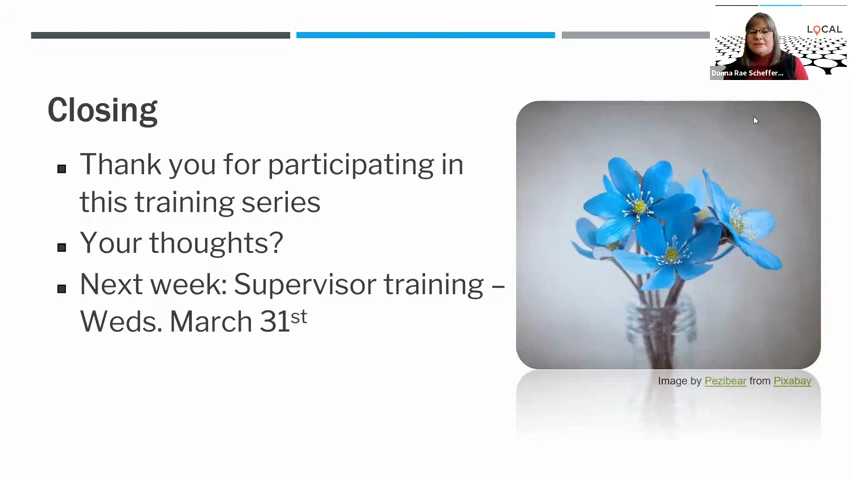 LOCAL
Donna Rae Scheffer...
Closing
▪ Thank you for participating in
this training series
▪ Your thoughts?
▪ Next week: Supervisor training –
Weds. March 31st
Image by Pezibear from Pixabay